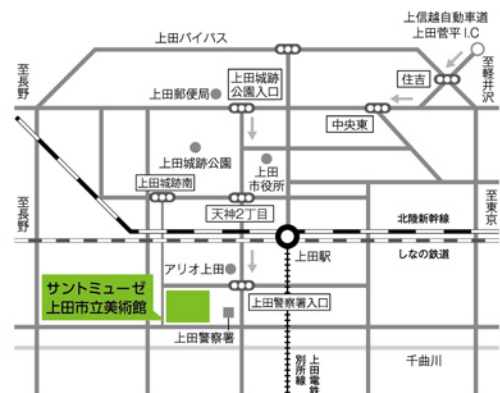 上信越自動車道
上田菅平I.C
上田バイパス
至長野
上田城跡
公園入口
住吉
至軽井沢
上田郵便局
中央東
上田城跡公園
上田
市役所
上田城跡南
至長野
天神2丁目
北陸新幹線
至東京
上田駅
しなの鉄道
アリオ上田
サントミューゼ
上田市立美術館
上田警察署入口
上田警察署
上田電鉄
別所線
千曲川